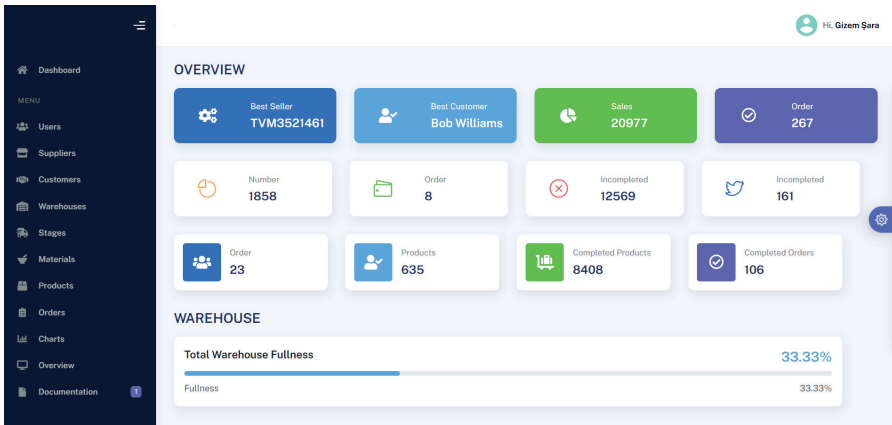 Hi, Gizem Şara
Dashboard
MENU
Users
Suppliers
Customers
Warehouses
Stages
Materials
Products
Orders
Charts
Overview
Documentation 1
OVERVIEW
Best Seller
TVM3521461
Best Customer
Bob Williams
Sales
20977
Order
267
Number
1858
Order
8
Incompleted
12569
Incompleted
161
Order
23
Products
635
Completed Products
8408
Completed Orders
106
WAREHOUSE
Total Warehouse Fullness 33.33%
Fullness 33.33%